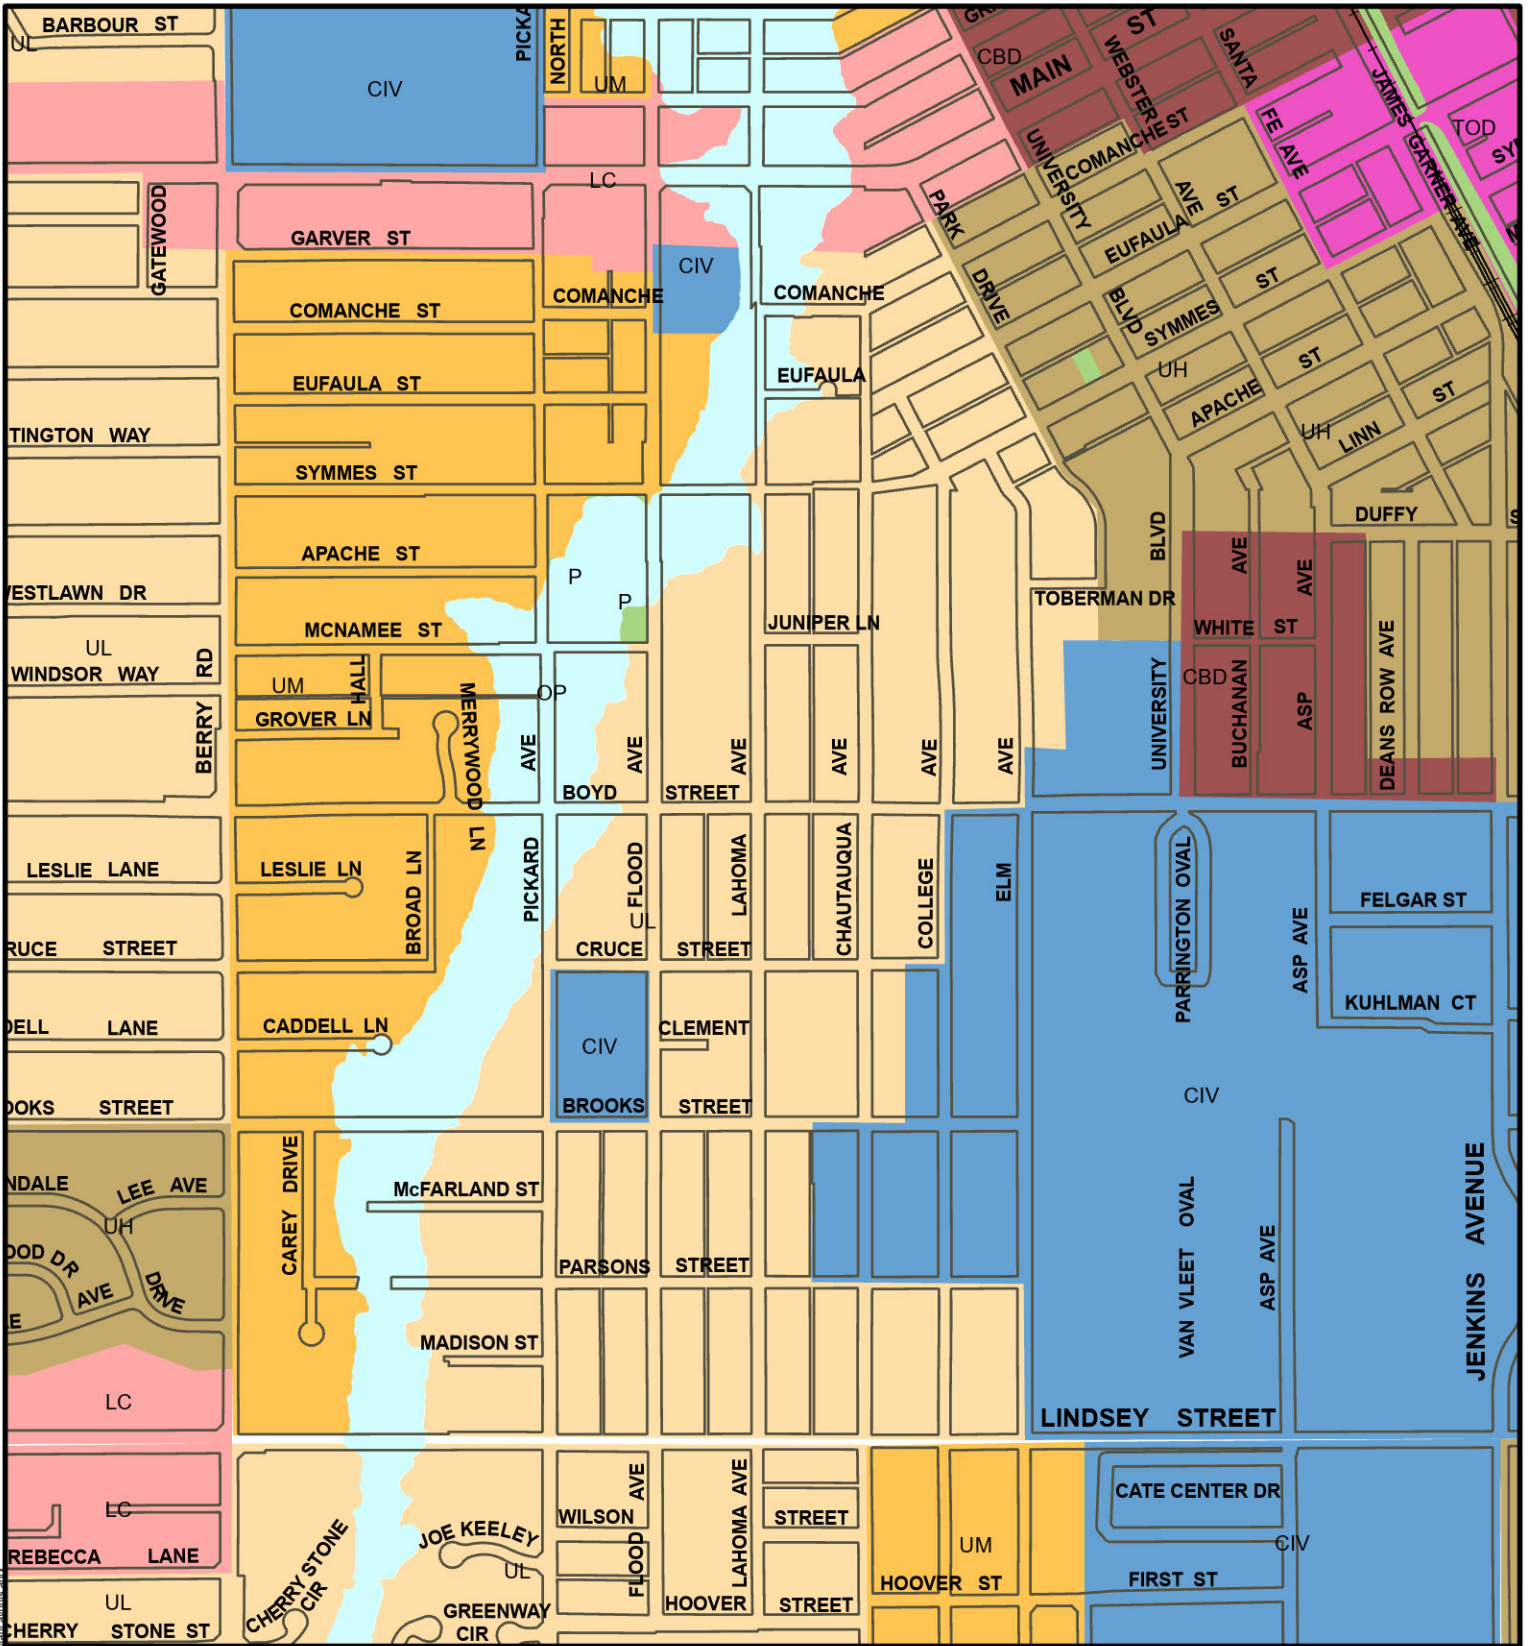 BARBOUR ST
UL
CIV
PICKA
NORTH
UM
CBD
MAIN
ST
WEBSTER
SANTA
FE AVE
JAMES GARNER AVE
TOD
COMANCHE ST
UNIVERSITY
LC
PARK
AVE
ST
EUFAULA
GATEWOOD
GARVER ST
CIV
COMANCHE ST
COMANCHE
COMANCHE
DRIVE
BLVD
SYMMES
ST
EUFAULA ST
EUFAULA
UH
ST
APACHE
ST
TINGTON WAY
UH
LINN
SYMMES ST
DUFFY
APACHE ST
BLVD
AVE
AVE
P
P
WESTLAWN DR
TOBERMAN DR
MCNAMEE ST
JUNIPER LN
WHITE ST
UL
WINDSOR WAY
RD
UM
HALL
OP
CBD
GROVER LN
MERRYWOOD LN
BERRY
AVE
AVE
AVE
AVE
AVE
AVE
UNIVERSITY
BUCHANAN
ASP
DEANS ROW AVE
BOYD STREET
LESLIE LANE
LESLIE LN
BROAD LN
PICKARD
FLOOD
LAHOMA
CHAUTAUQUA
COLLEGE
ELM
PARRINGTON OVAL
FELGAR ST
UL
RUCE STREET
CRUCE STREET
ASP AVE
KUHLMAN CT
DELL LANE
CADDELL LN
CLEMENT
CIV
CIV
OOKS STREET
BROOKS STREET
NDALE
LEE AVE
CAREY DRIVE
McFARLAND ST
UH
OOD DR
AVE
DRIVE
PARSONS STREET
VAN VLEET OVAL
ASP AVE
JENKINS AVENUE
LE
MADISON ST
LC
LINDSEY STREET
LC
WILSON
AVE
LAHOMA AVE
STREET
CATE CENTER DR
JOE KEELEY
REBECCA LANE
CHERRY STONE
CIR
UL
FLOOD
UM
CIV
HOOVER ST
FIRST ST
UL
HOOVER STREET
GREENWAY
CIR
CHERRY STONE ST